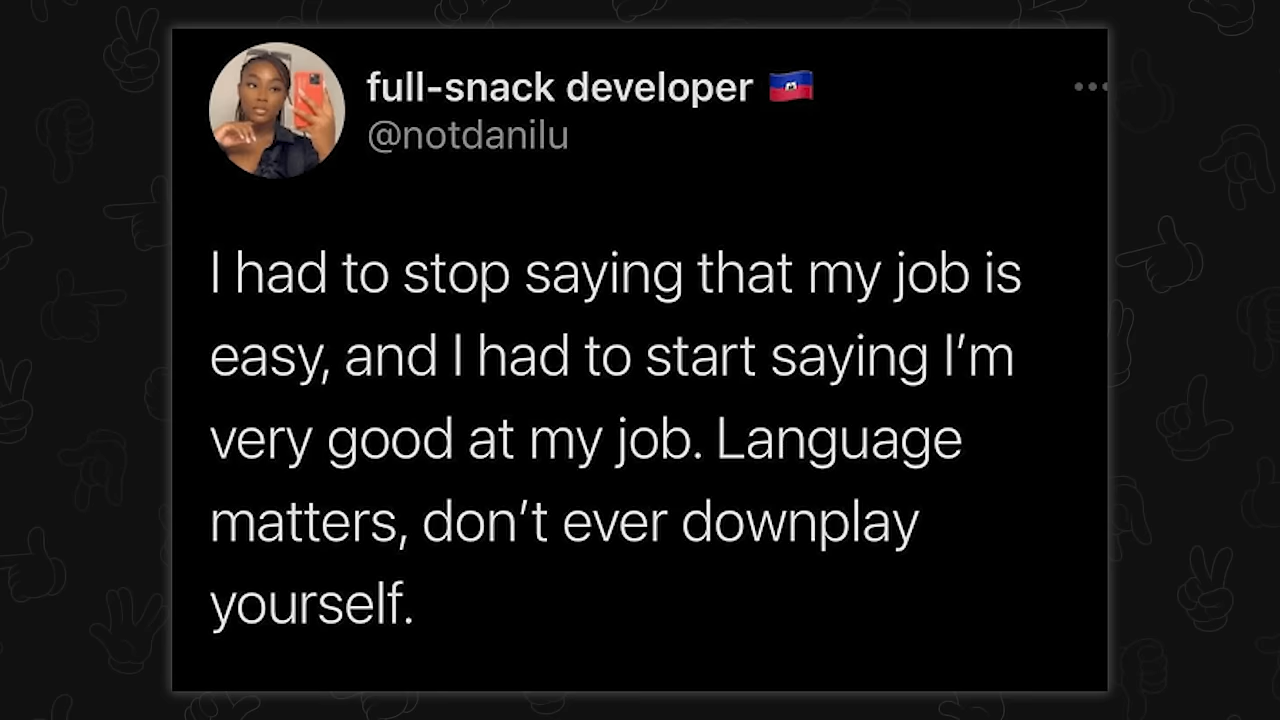 full-snack developer 🇭🇹
@notdanilu
I had to stop saying that my job is
easy, and I had to start saying I’m
very good at my job. Language
matters, don’t ever downplay
yourself.